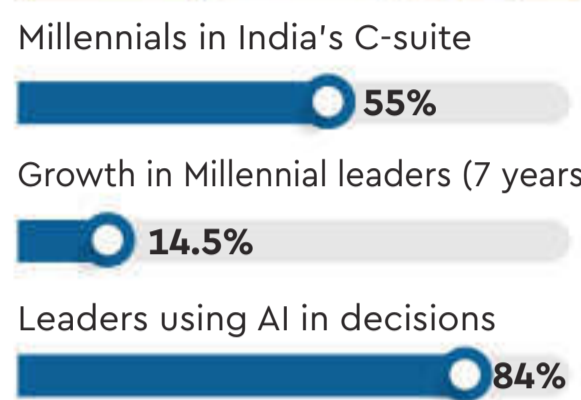 Millennials in India's C-suite
55%
Growth in Millennial leaders (7 years
14.5%
Leaders using AI in decisions
84%